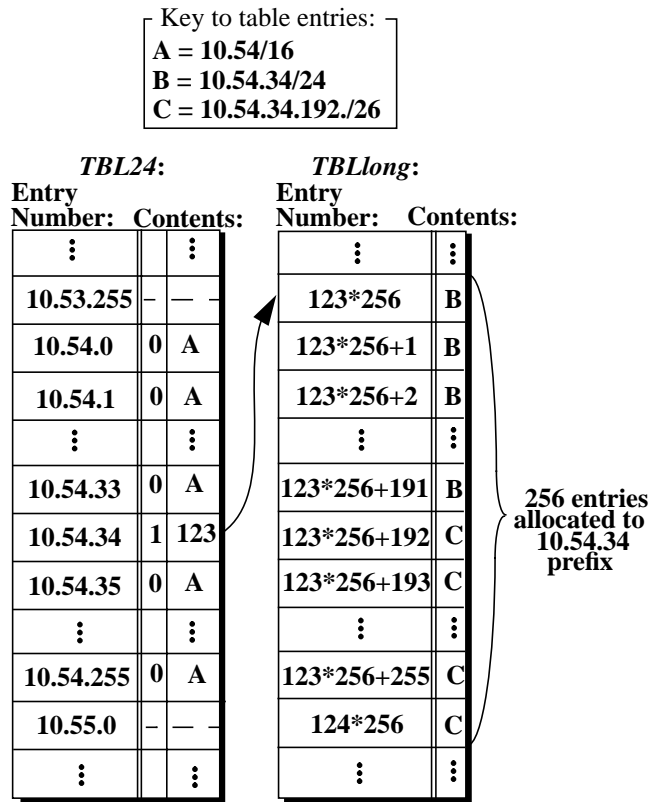 Key to table entries:
A = 10.54/16
B = 10.54.34/24
C = 10.54.34.192./26
TBL24:
Entry
Number: Contents:
10.53.255 – — –
10.54.0 0 A
10.54.1 0 A
10.54.33 0 A
10.54.34 1 123
10.54.35 0 A
10.54.255 0 A
10.55.0 – — –
TBLlong:
Entry
Number: Contents:
123*256 B
123*256+1 B
123*256+2 B
123*256+191 B
123*256+192 C
123*256+193 C
123*256+255 C
124*256 C
256 entries
allocated to
10.54.34
prefix